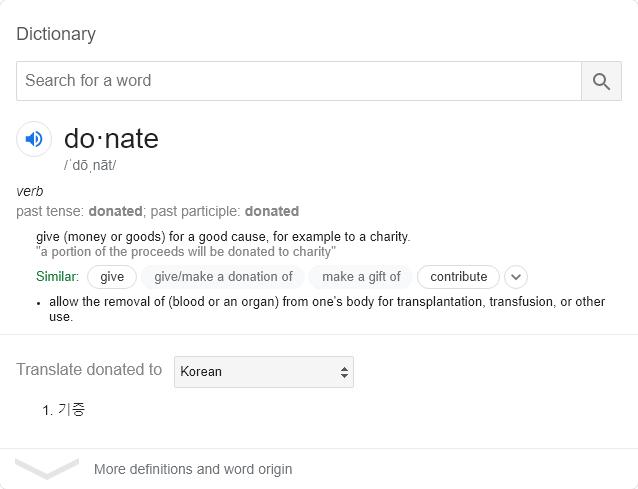 Dictionary
Search for a word
do·nate
/ˈdōˌnāt/
verb
past tense: donated; past participle: donated
give (money or goods) for a good cause, for example to a charity.
"a portion of the proceeds will be donated to charity"
Similar: give give/make a donation of make a gift of contribute
• allow the removal of (blood or an organ) from one's body for transplantation, transfusion, or other
use.
Translate donated to Korean
1. 기증
More definitions and word origin